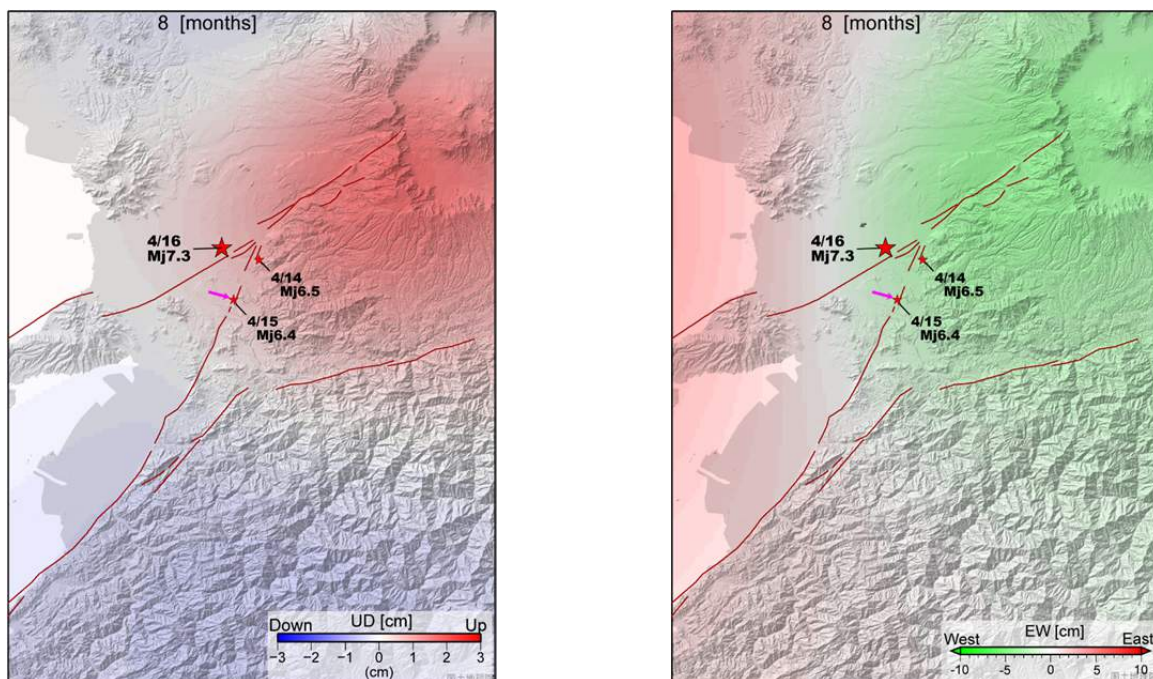 8 [months]
4/16
Mj7.3
4/14
Mj6.5
4/15
Mj6.4
Down UD [cm] Up
−3 −2 −1 0 1 2 3
(cm)
8 [months]
4/16
Mj7.3
4/14
Mj6.5
4/15
Mj6.4
West EW [cm] East
-10 -5 0 5 10